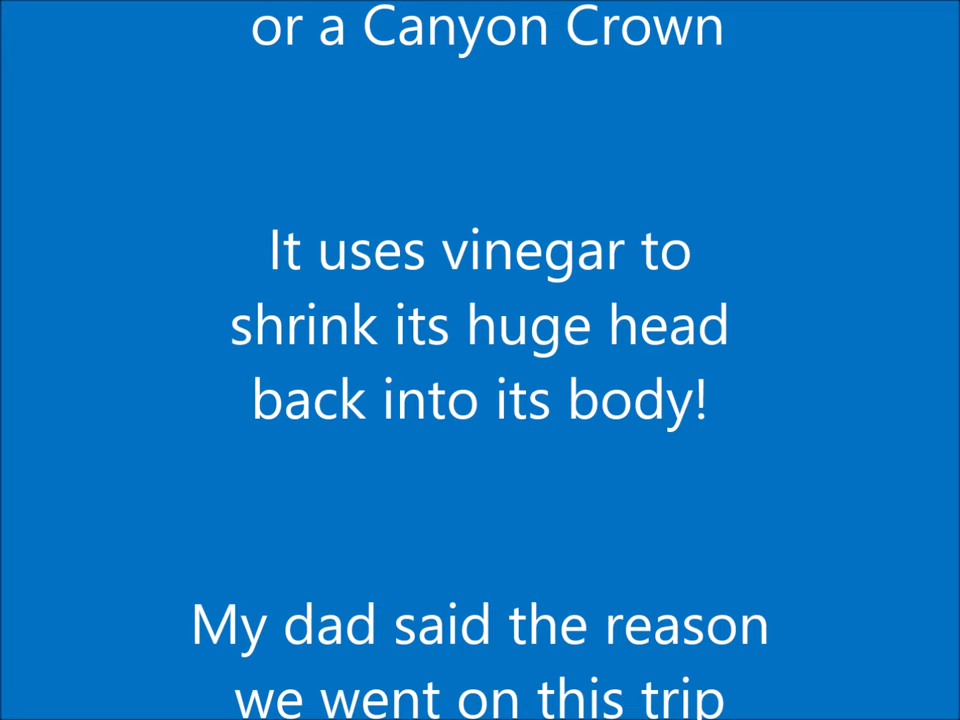 or a Canyon Crown
It uses vinegar to
shrink its huge head
back into its body!
My dad said the reason
we went on this trip